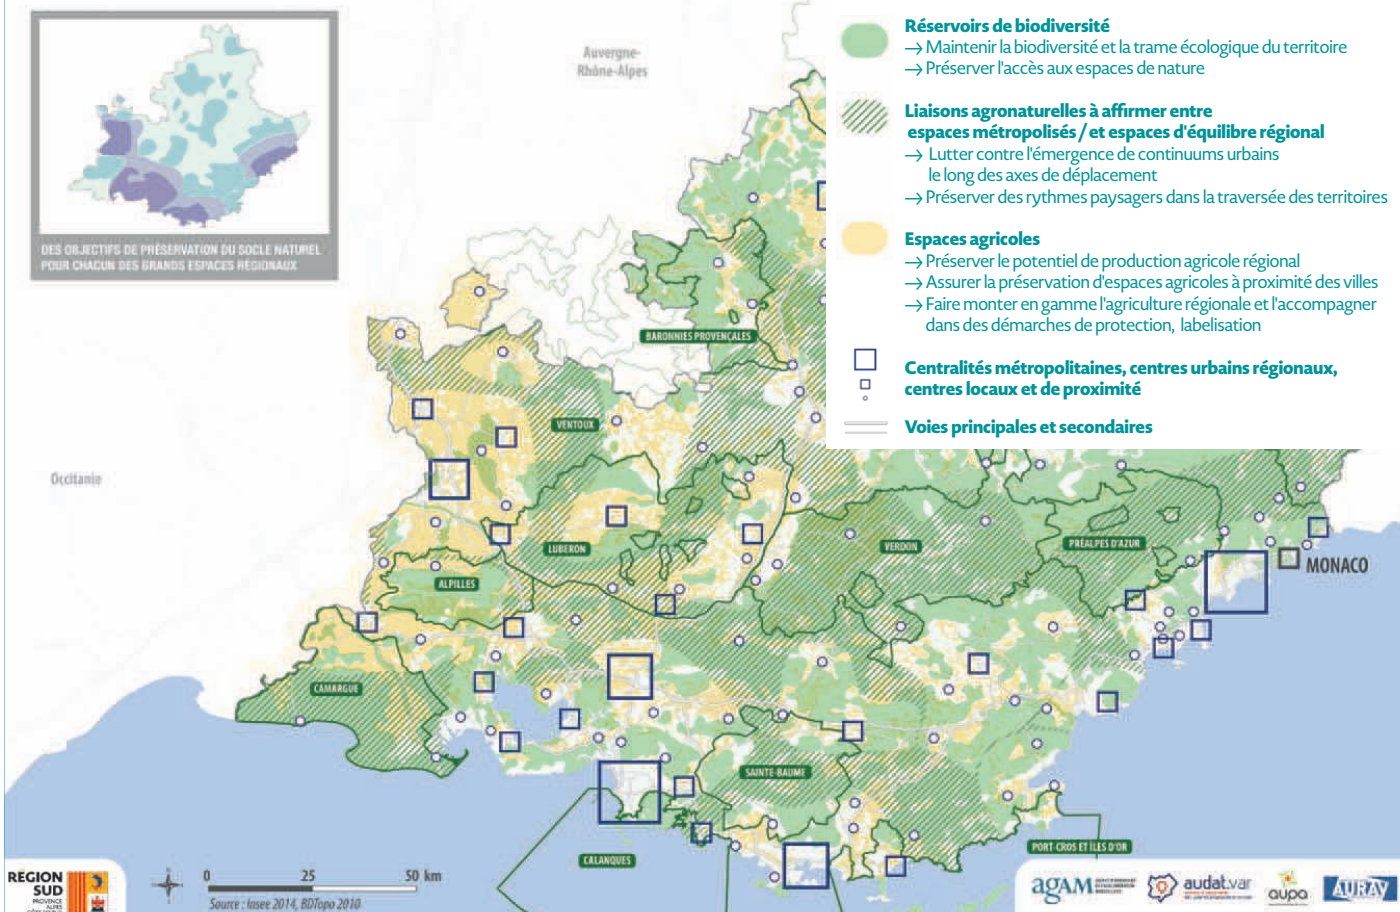 Auvergne-
Rhône-Alpes
Réservoirs de biodiversité
→ Maintenir la biodiversité et la trame écologique du territoire
→ Préserver l'accès aux espaces de nature
Liaisons agronaturelles à affirmer entre
espaces métropolisés / et espaces d'équilibre régional
→ Lutter contre l'émergence de continuums urbains
le long des axes de déplacement
→ Préserver des rythmes paysagers dans la traversée des territoires
Espaces agricoles
→ Préserver le potentiel de production agricole régional
→ Assurer la préservation d'espaces agricoles à proximité des villes
→ Faire monter en gamme l'agriculture régionale et l'accompagner
dans des démarches de protection, labelisation
Centralités métropolitaines, centres urbains régionaux,
centres locaux et de proximité
Voies principales et secondaires
DES OBJECTIFS DE PRÉSERVATION DU SOCLE NATUREL
POUR CHACUN DES GRANDS ESPACES RÉGIONAUX
BARONNIES PROVENÇALES
VENTOUX
Occitanie
LUBERON
VERDON
PRÉALPES D'AZUR
MONACO
ALPILLES
CAMARGUE
SAINTE-BAUME
CALANQUES
PORT-CROS ET ÎLES D'OR
RÉGION
SUD
PROVENCE
ALPES
0 25 50 km
Source : Insee 2014, BDTopo 2010
agAM
audat.var
aupa
AURAV